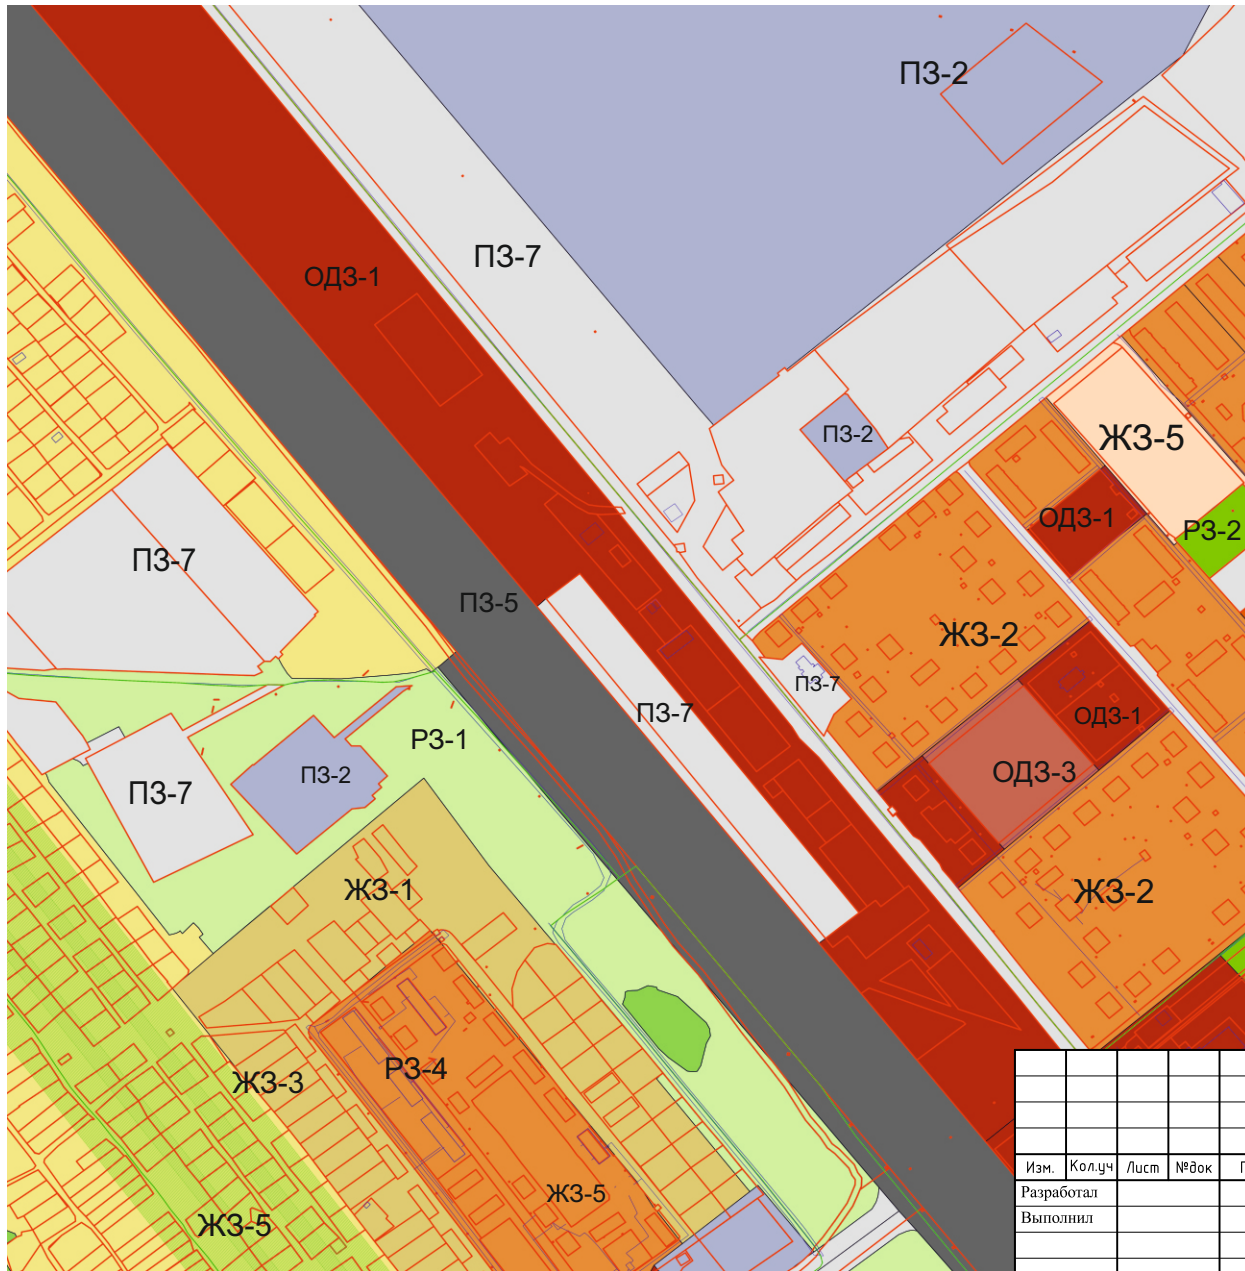 ПЗ-2
ПЗ-7
ОДЗ-1
ПЗ-2
ЖЗ-5
ОДЗ-1
РЗ-2
ПЗ-7
ПЗ-5
ЖЗ-2
ПЗ-7
ПЗ-7
ОДЗ-1
РЗ-1
ПЗ-2
ОДЗ-3
ПЗ-7
ЖЗ-1
ЖЗ-2
РЗ-4
ЖЗ-3
ЖЗ-5
ЖЗ-5
Изм. Кол.уч Лист №док
Разработал
Выполнил